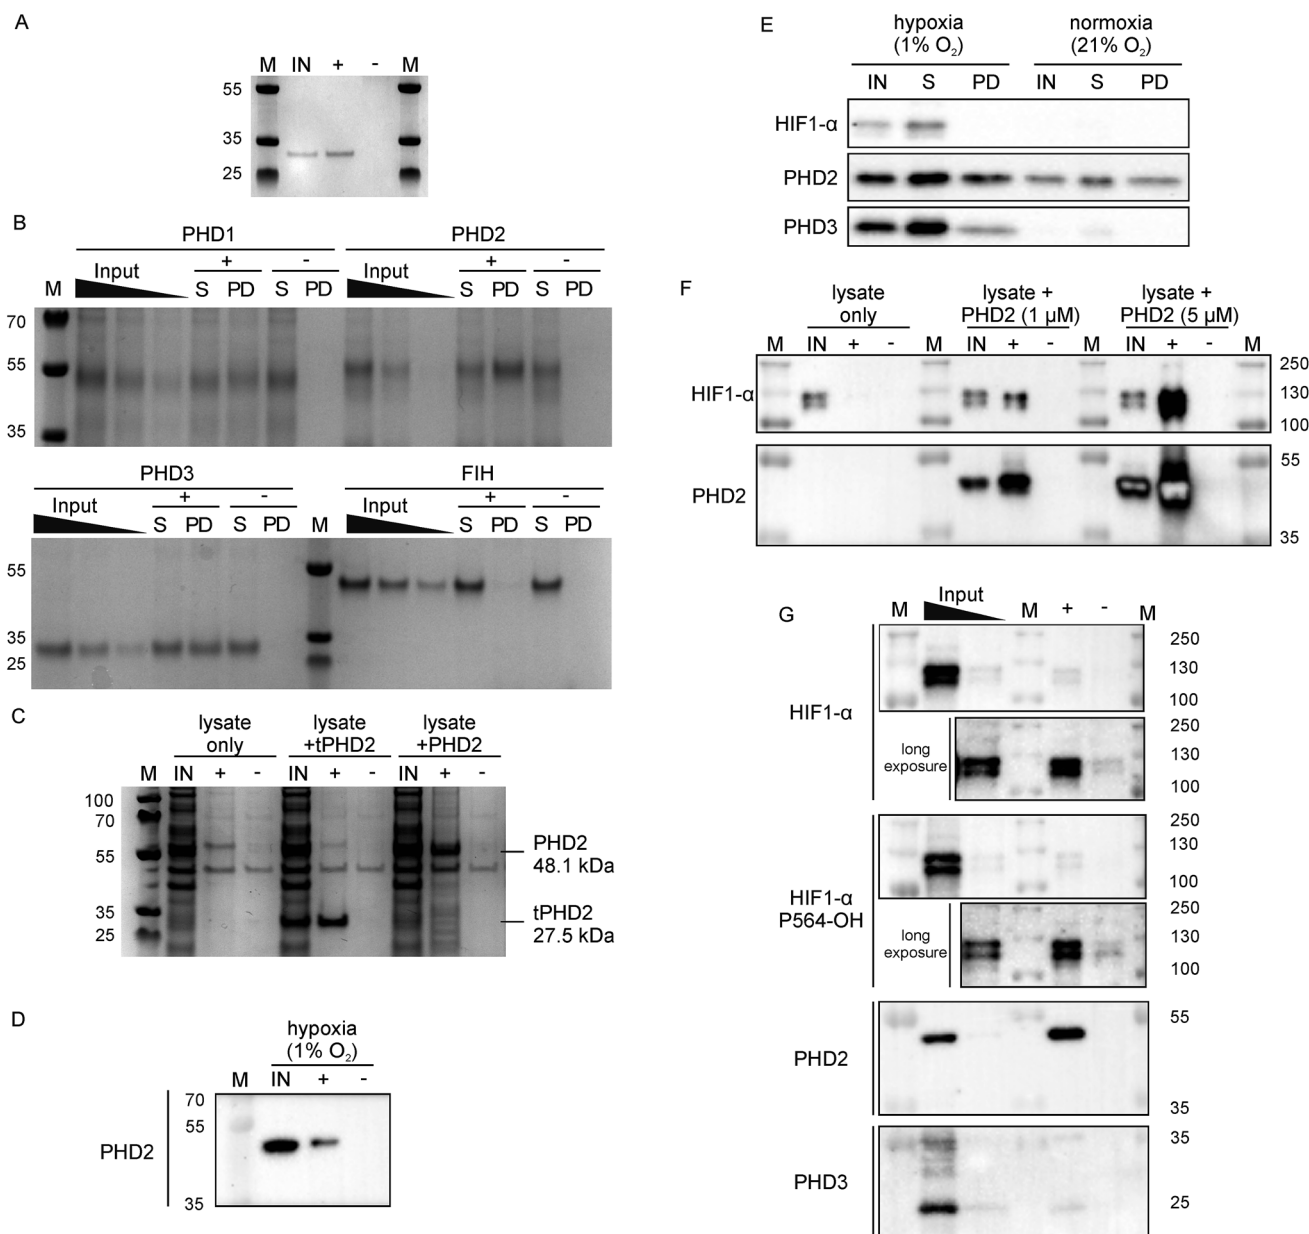 A
M IN + - M
55
35
25
B
PHD1 PHD2
Input + - Input + -
M S PD S PD S PD S PD
70
55
35
PHD3 FIH
Input + - Input + -
S PD S PD M S PD S PD
55
35
25
C
lysate only lysate +tPHD2 lysate +PHD2
M IN + - IN + - IN + -
100
70
55
35
25
PHD2
48.1 kDa
tPHD2
27.5 kDa
D
hypoxia
(1% O₂)
M IN + -
70
55
35
PHD2
E
hypoxia normoxia
(1% O₂) (21% O₂)
IN S PD IN S PD
HIF1-α
PHD2
PHD3
F
lysate lysate + lysate +
only PHD2 (1 µM) PHD2 (5 µM)
M IN + - M IN + - M IN + - M
HIF1-α
250
130
100
PHD2
55
35
G
Input
M M + - M
HIF1-α
250
130
100
long
exposure
250
130
100
HIF1-α
P564-OH
250
130
100
long
exposure
250
130
100
PHD2
55
35
PHD3
35
25